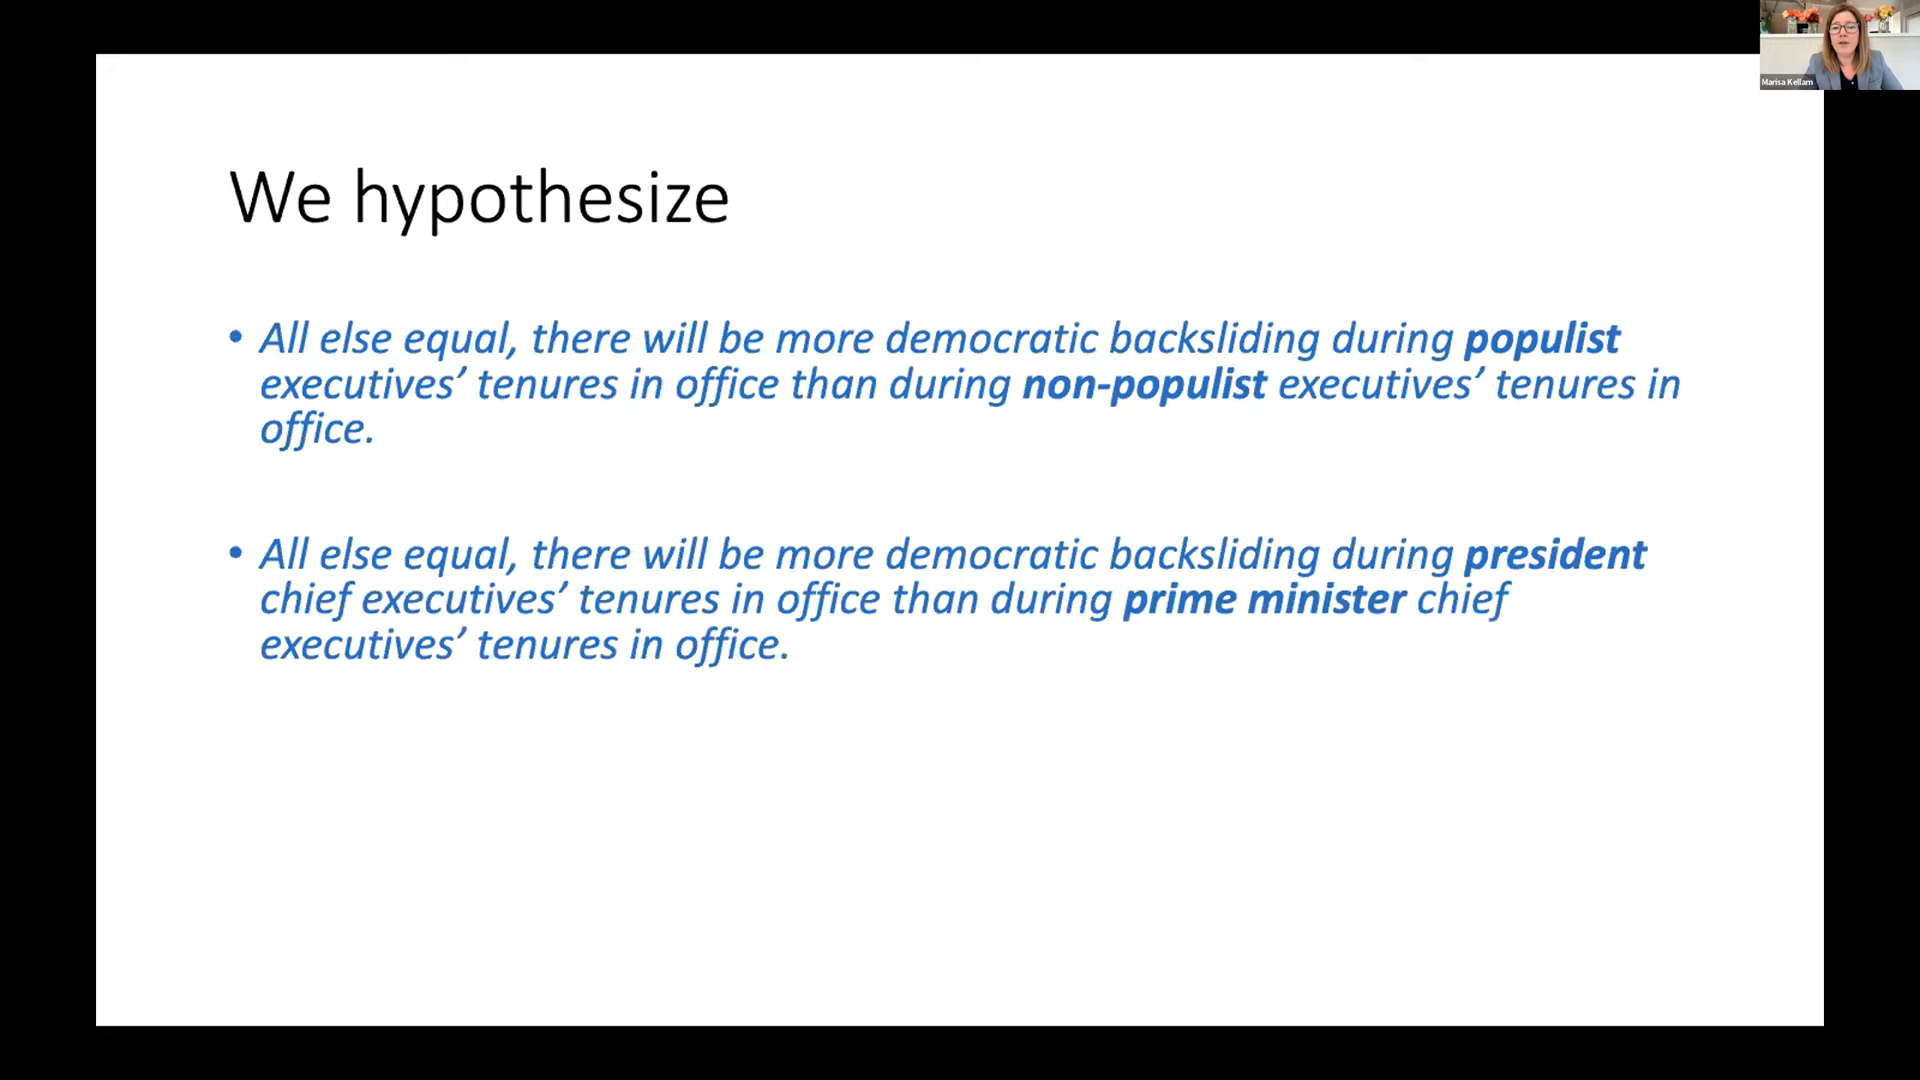 Marisa Kellam
We hypothesize
• All else equal, there will be more democratic backsliding during populist
executives’ tenures in office than during non-populist executives’ tenures in
office.
• All else equal, there will be more democratic backsliding during president
chief executives’ tenures in office than during prime minister chief
executives’ tenures in office.